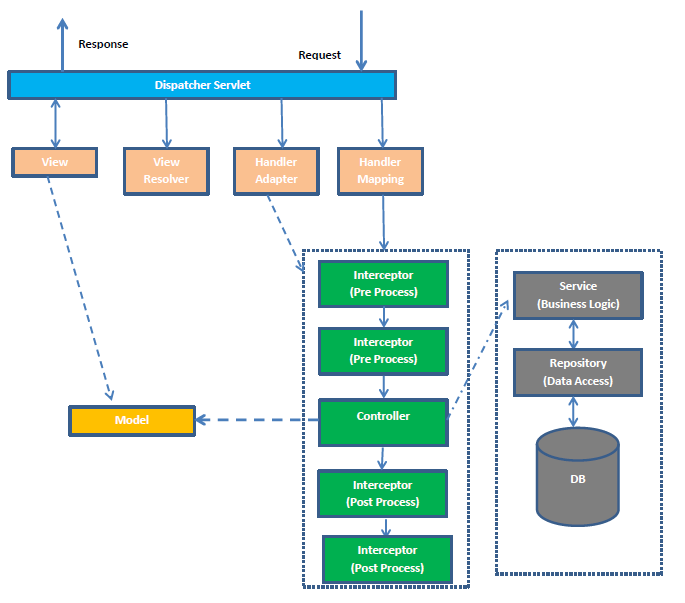 Response
Request
Dispatcher Servlet
View
View
Resolver
Handler
Adapter
Handler
Mapping
Interceptor
(Pre Process)
Interceptor
(Pre Process)
Controller
Interceptor
(Post Process)
Interceptor
(Post Process)
Model
Service
(Business Logic)
Repository
(Data Access)
DB